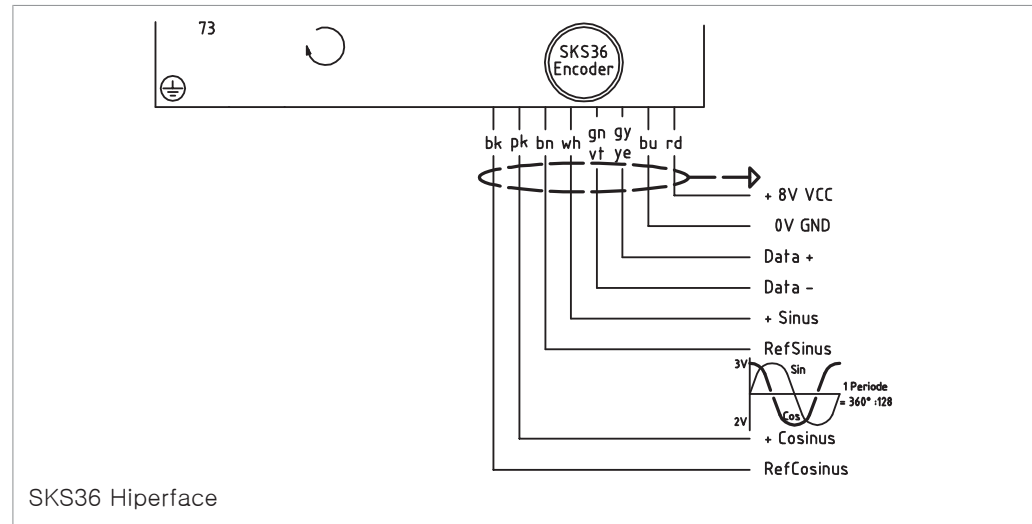 73
SKS36
Encoder
bk pk bn wh gn gy bu rd
vt ye
+ 8V VCC
0V GND
Data +
Data -
+ Sinus
RefSinus
3V
Sin
1 Periode
= 360° :128
Cos
2V
+ Cosinus
RefCosinus
SKS36 Hiperface